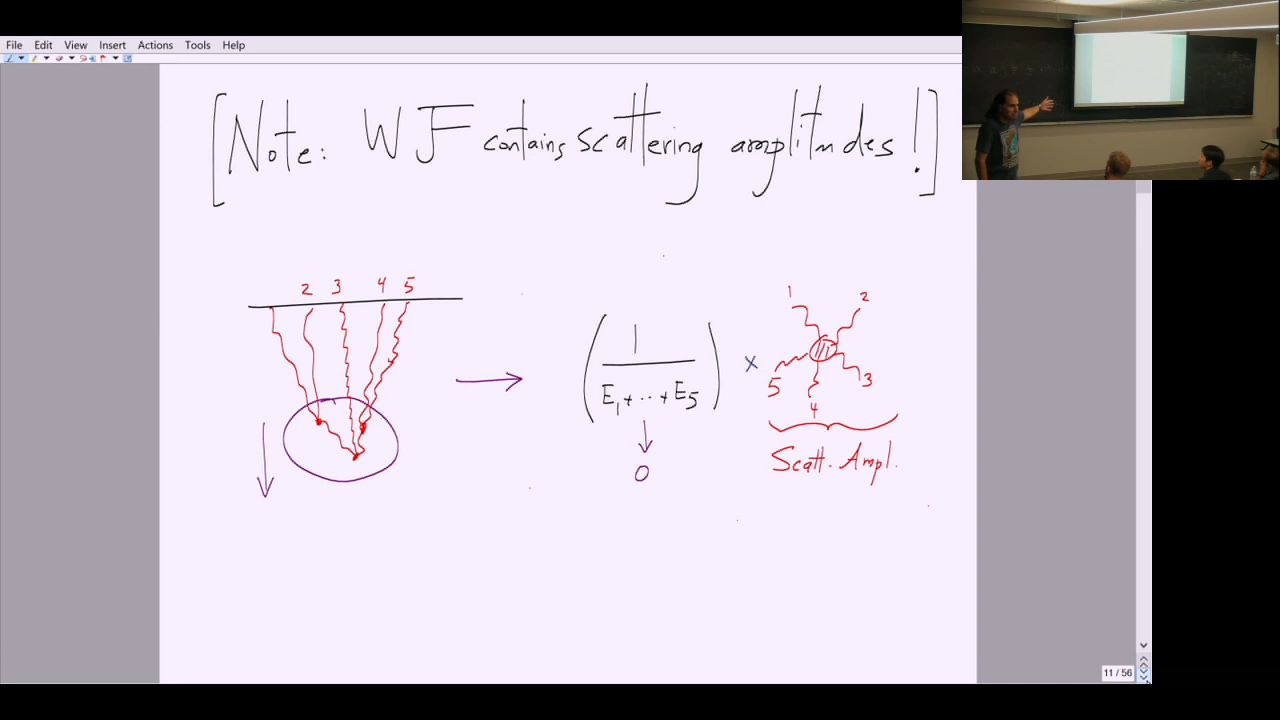 File Edit View Insert Actions Tools Help
[Note: WF contains scattering amplitudes!]
2 3 4 5
( 1 / E1 + ... + E5 ) ×
↓
0
1 2
5 3
4
Scatt. Ampl.
11 / 56